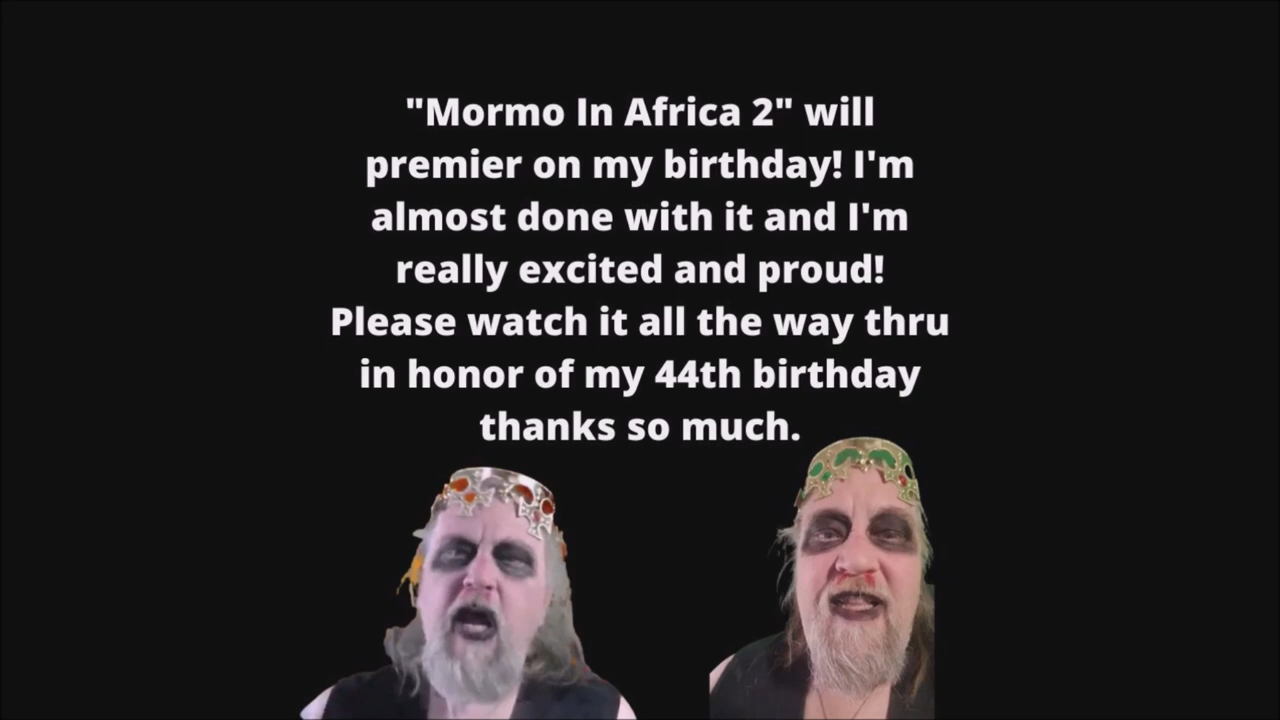 "Mormo In Africa 2" will
premier on my birthday! I'm
almost done with it and I'm
really excited and proud!
Please watch it all the way thru
in honor of my 44th birthday
thanks so much.